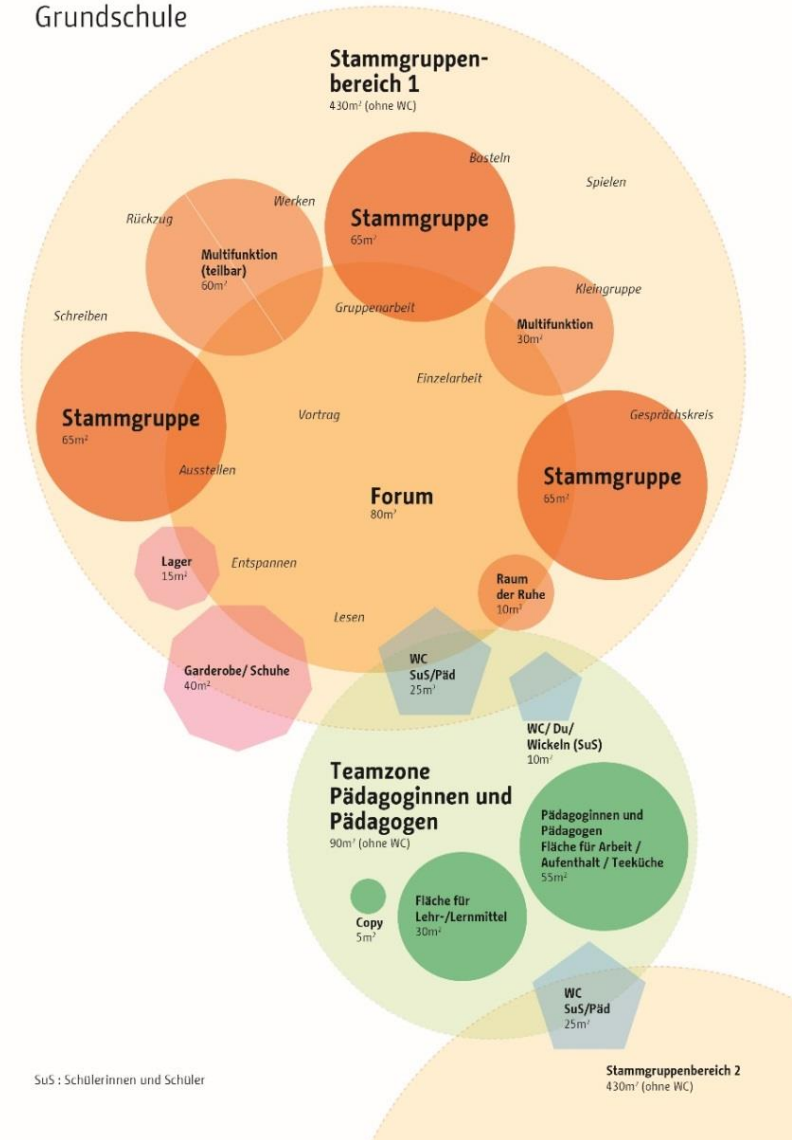 Grundschule
Stammgruppen-
bereich 1
430m² (ohne WC)
Basteln
Spielen
Werken
Rückzug
Stammgruppe
65m²
Multifunktion
(teilbar)
60m²
Kleingruppe
Schreiben
Gruppenarbeit
Multifunktion
30m²
Einzelarbeit
Stammgruppe
65m²
Vortrag
Gesprächskreis
Ausstellen
Stammgruppe
65m²
Forum
80m²
Lager
15m²
Entspannen
Raum
der Ruhe
10m²
Lesen
Garderobe/ Schuhe
40m²
WC
SuS/Päd
25m²
WC/ Du/
Wickeln (SuS)
10m²
Teamzone
Pädagoginnen und
Pädagogen
90m² (ohne WC)
Pädagoginnen und
Pädagogen
Fläche für Arbeit /
Aufenthalt / Teeküche
55m²
Fläche für
Lehr-/Lernmittel
30m²
Copy
5m²
WC
SuS/Päd
25m²
Stammgruppenbereich 2
430m² (ohne WC)
SuS : Schülerinnen und Schüler